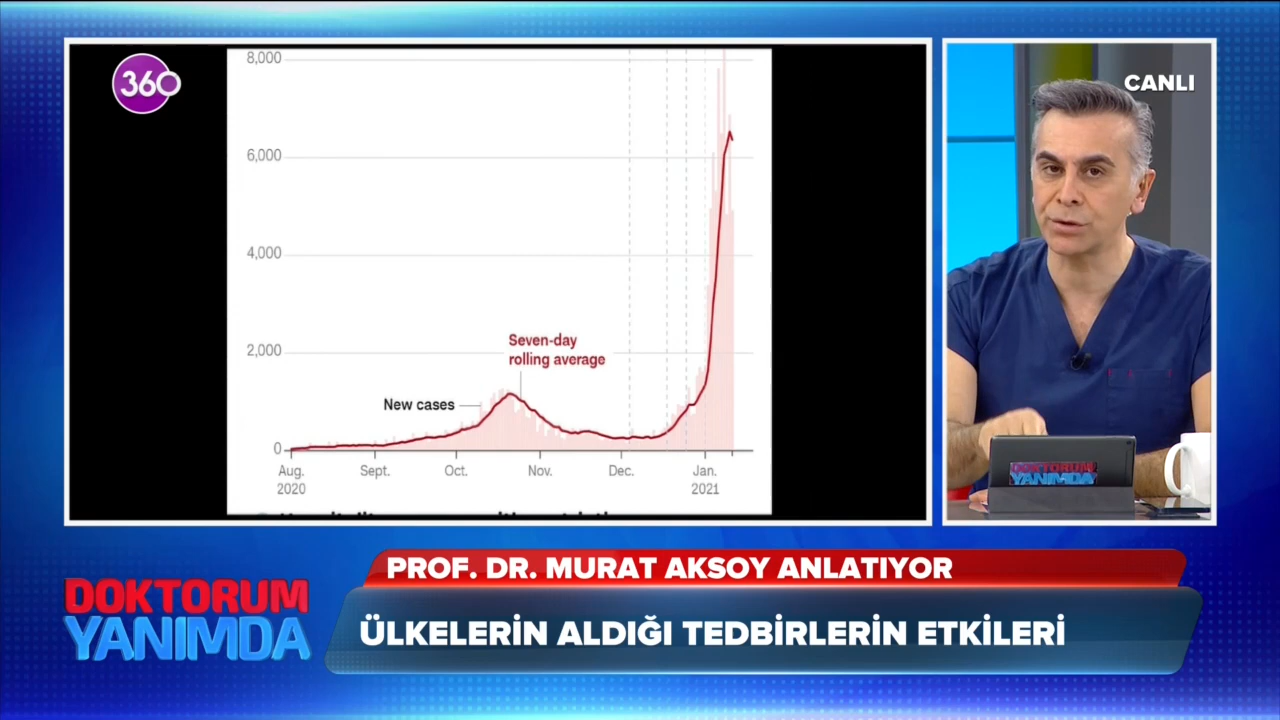 360
CANLI
8,000
6,000
4,000
2,000
0
Seven-day
rolling average
New cases
Aug.
2020
Sept.
Oct.
Nov.
Dec.
Jan.
2021
DOKTORUM
YANIMDA
PROF. DR. MURAT AKSOY ANLATIYOR
ÜLKELERİN ALDIĞI TEDBİRLERİN ETKİLERİ
DOKTORUM
YANIMDA